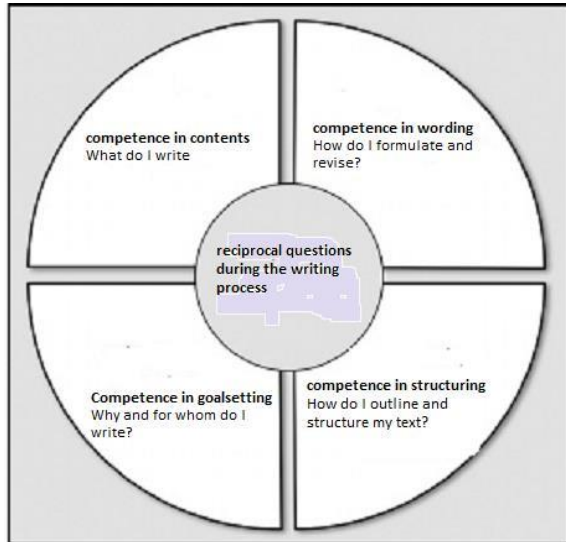 competence in contents
What do I write
competence in wording
How do I formulate and
revise?
reciprocal questions
during the writing
process
Competence in goalsetting
Why and for whom do I
write?
competence in structuring
How do I outline and
structure my text?